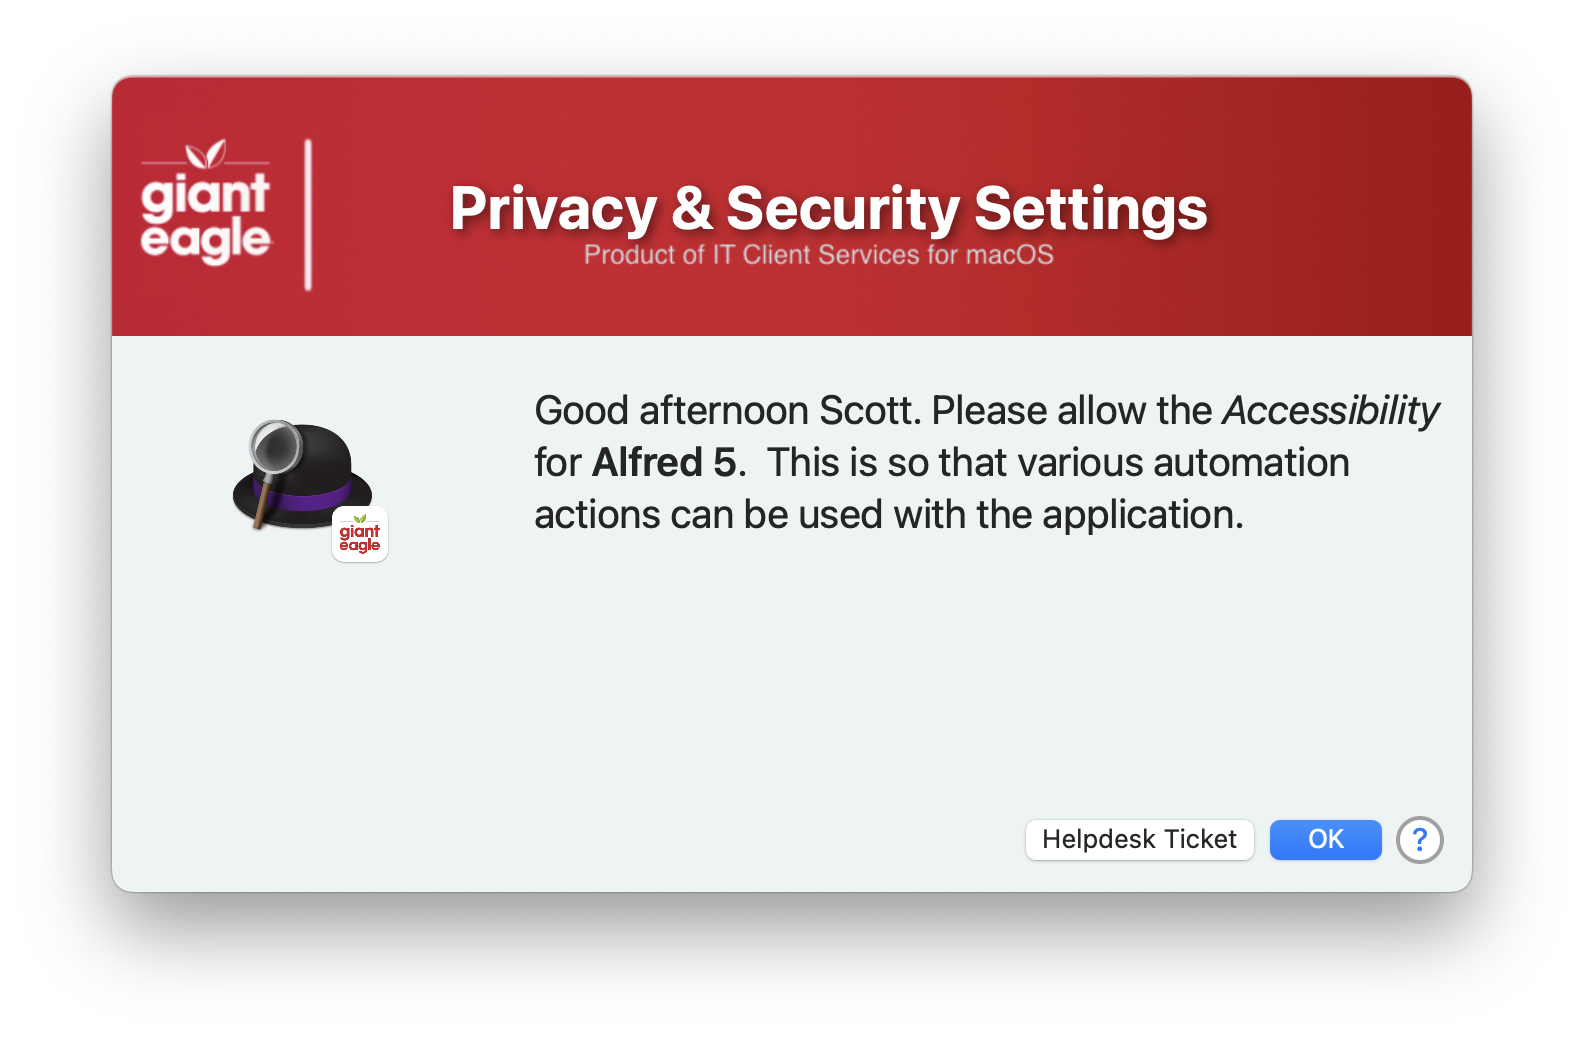 giant
eagle
Privacy & Security Settings
Product of IT Client Services for macOS
Good afternoon Scott. Please allow the Accessibility
for Alfred 5.  This is so that various automation
actions can be used with the application.
giant
eagle
Helpdesk Ticket
OK
?